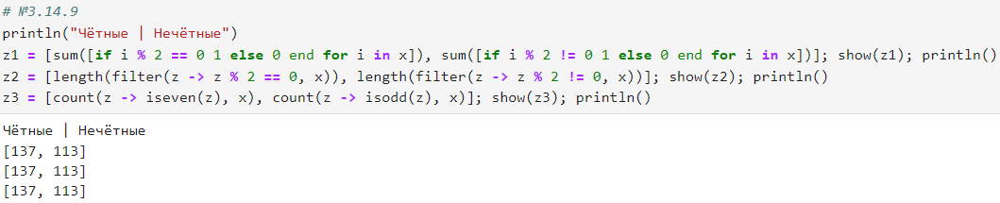 # №3.14.9
println("Чётные | Нечётные")
z1 = [sum([if i % 2 == 0 1 else 0 end for i in x]), sum([if i % 2 != 0 1 else 0 end for i in x])]; show(z1); println()
z2 = [length(filter(z -> z % 2 == 0, x)), length(filter(z -> z % 2 != 0, x))]; show(z2); println()
z3 = [count(z -> iseven(z), x), count(z -> isodd(z), x)]; show(z3); println()
Чётные | Нечётные
[137, 113]
[137, 113]
[137, 113]